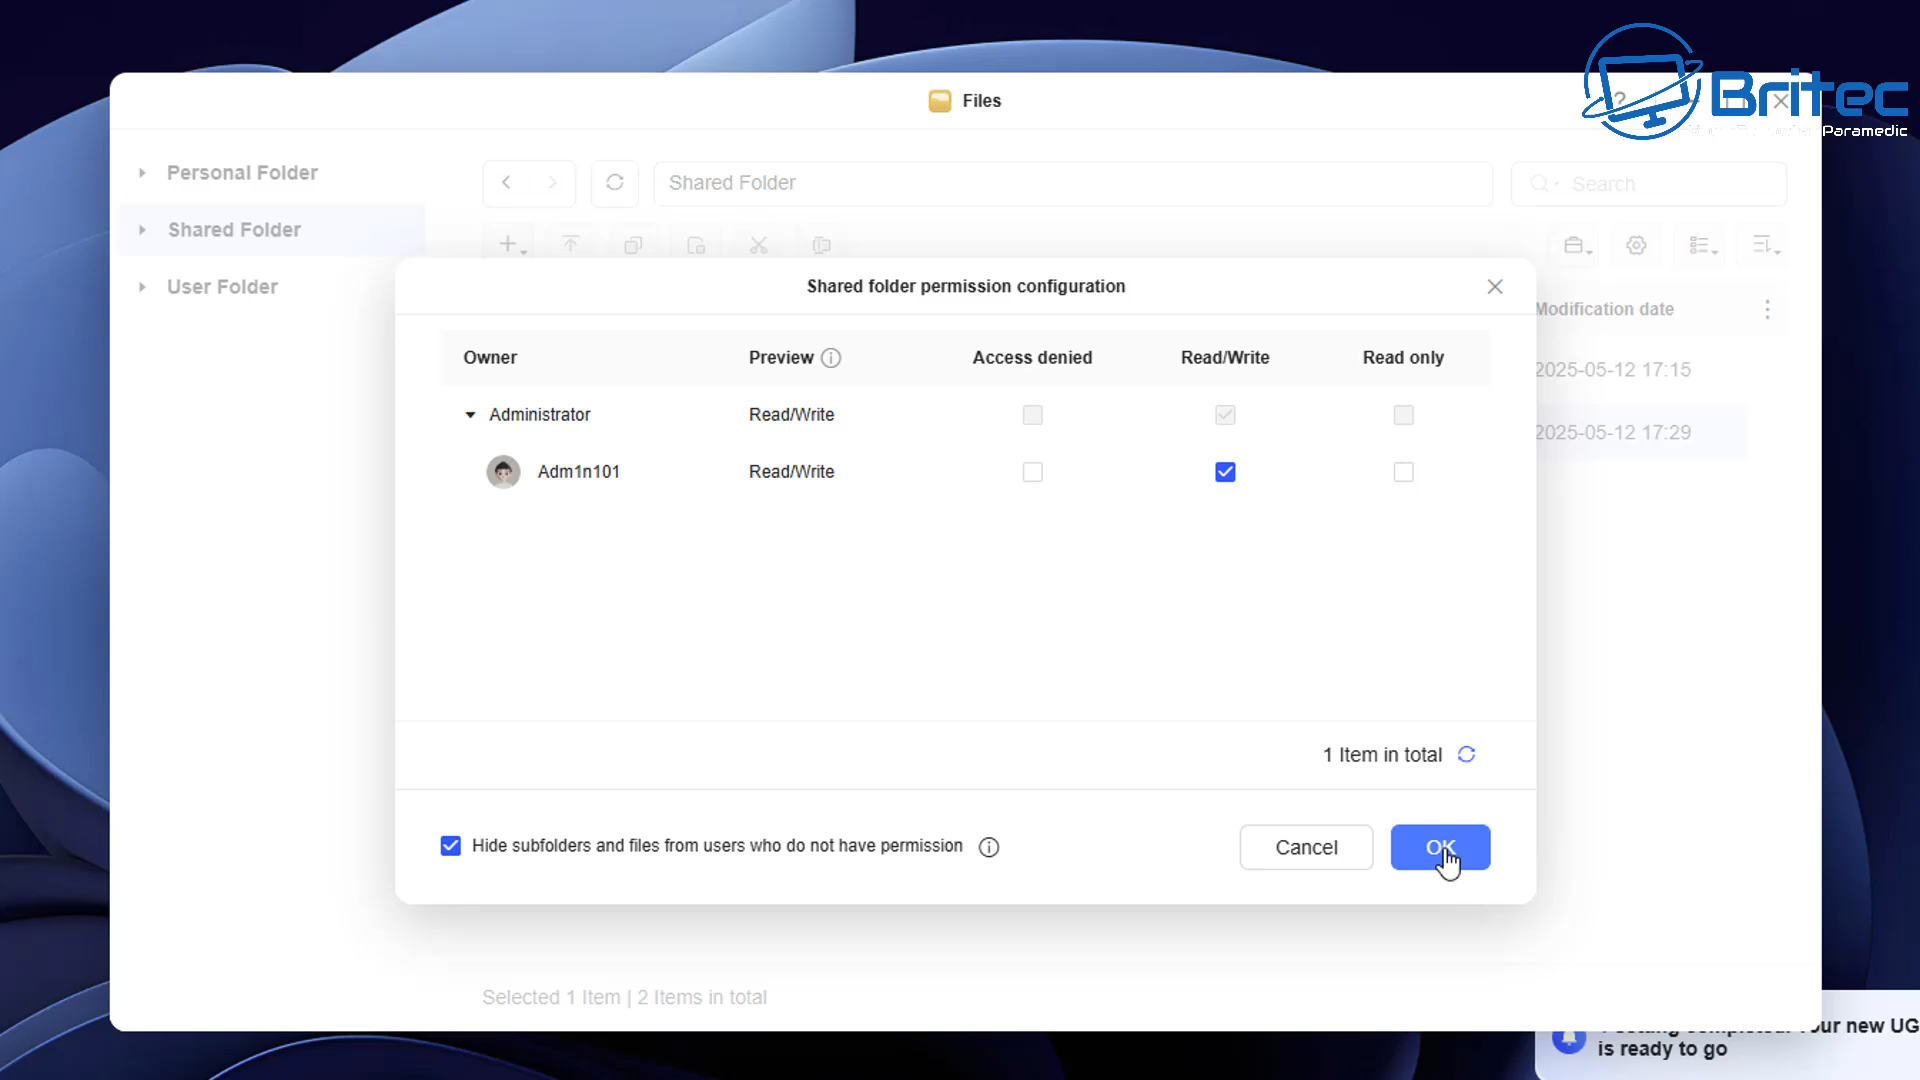 Files
Britec
Paramedic
Personal Folder
Shared Folder
User Folder
Shared Folder
Search
Shared folder permission configuration
Modification date
Owner
Preview
Access denied
Read/Write
Read only
Administrator
Read/Write
2025-05-12 17:15
Adm1n101
Read/Write
2025-05-12 17:29
1 Item in total
Hide subfolders and files from users who do not have permission
Cancel
OK
Selected 1 Item | 2 Items in total
new UG
is ready to go